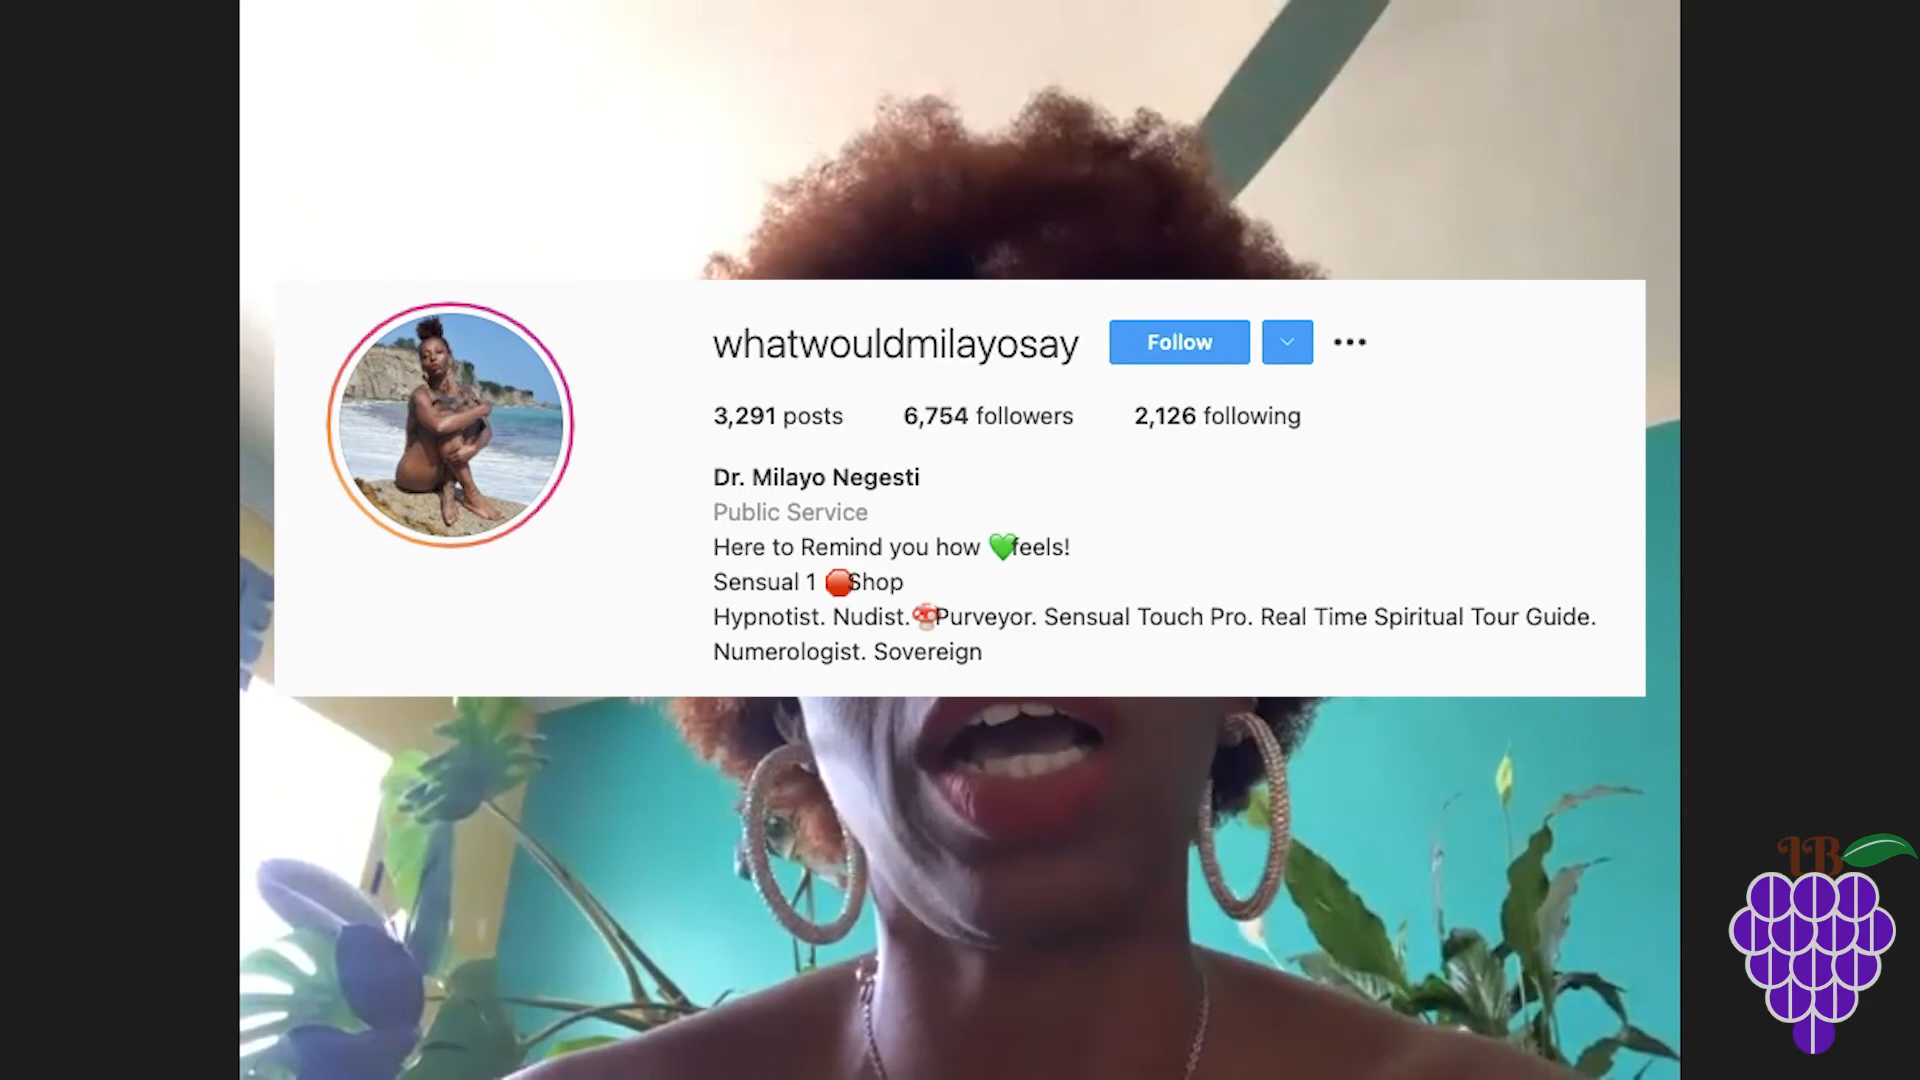 whatwouldmilayosay Follow
3,291 posts 6,754 followers 2,126 following
Dr. Milayo Negesti
Public Service
Here to Remind you how 💚feels!
Sensual 1 🛑Shop
Hypnotist. Nudist.🍄Purveyor. Sensual Touch Pro. Real Time Spiritual Tour Guide.
Numerologist. Sovereign
IB